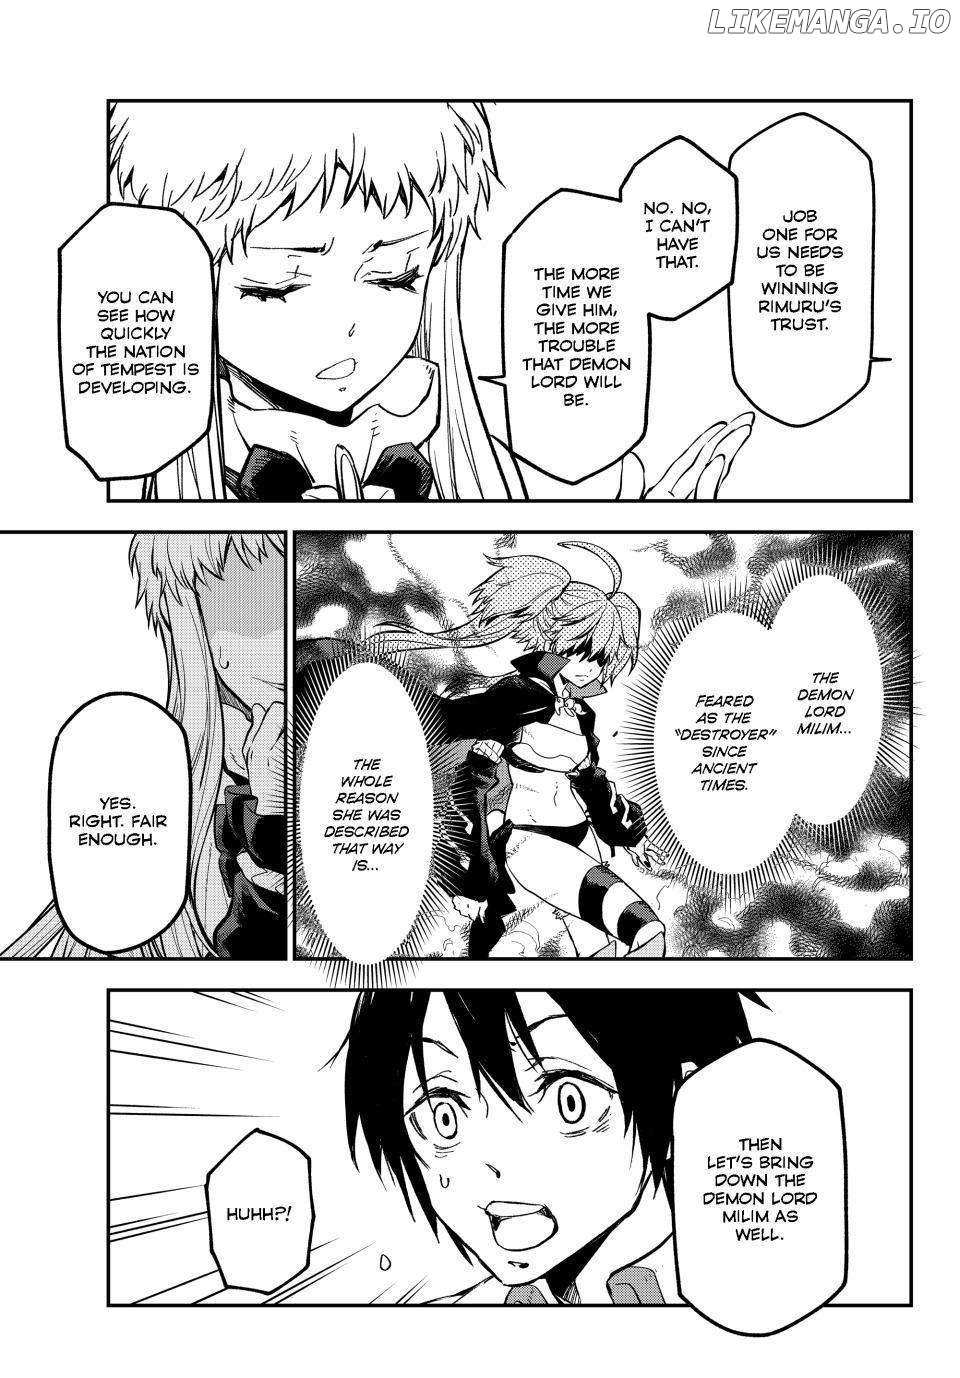 LIKEMANGA.IO
JOB
ONE FOR
US NEEDS
TO BE
WINNING
RIMURU'S
TRUST.
NO. NO,
I CAN'T
HAVE
THAT.
THE MORE
TIME WE
GIVE HIM,
THE MORE
TROUBLE
THAT DEMON
LORD WILL
BE.
YOU CAN
SEE HOW
QUICKLY
THE NATION
OF TEMPEST IS
DEVELOPING.
THE
DEMON
LORD
MILIM...
FEARED
AS THE
"DESTROYER"
SINCE
ANCIENT
TIMES.
THE
WHOLE
REASON
SHE WAS
DESCRIBED
THAT WAY
IS...
YES.
RIGHT. FAIR
ENOUGH.
THEN
LET'S BRING
DOWN THE
DEMON LORD
MILIM AS
WELL.
HUHH?!